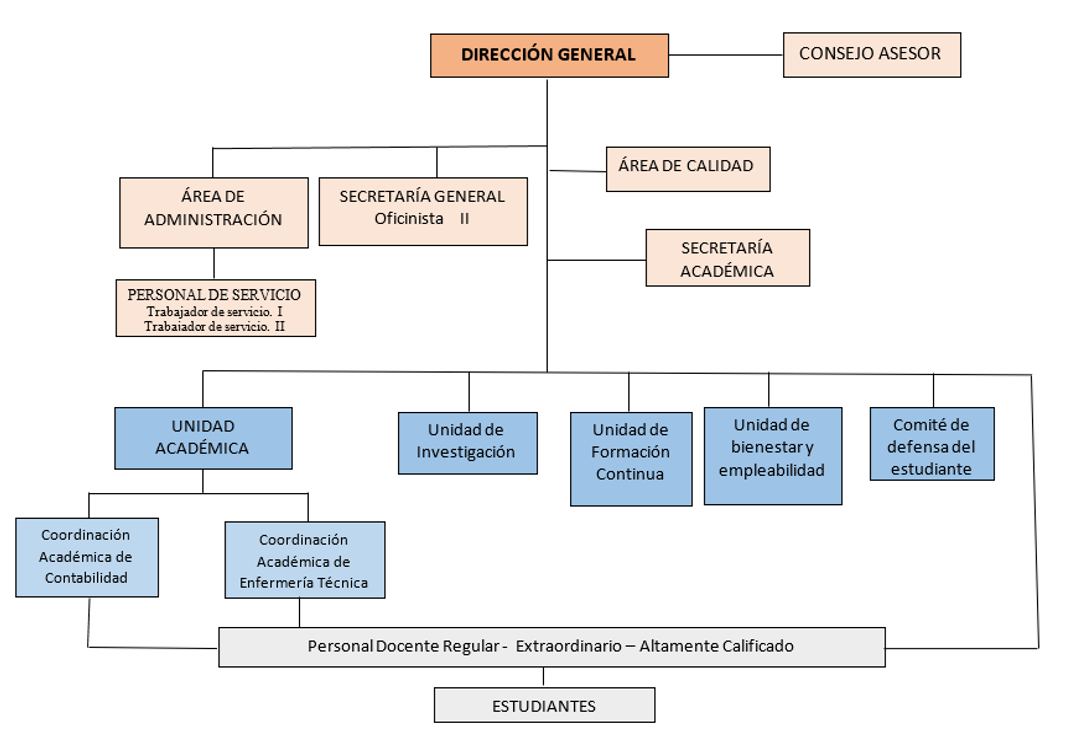 DIRECCIÓN GENERAL
CONSEJO ASESOR
ÁREA DE CALIDAD
ÁREA DE
ADMINISTRACIÓN
SECRETARÍA GENERAL
Oficinista II
SECRETARÍA
ACADÉMICA
PERSONAL DE SERVICIO
Trabajador de servicio. I
Trabajador de servicio. II
UNIDAD
ACADÉMICA
Unidad de
Investigación
Unidad de
Formación
Continua
Unidad de
bienestar y
empleabilidad
Comité de
defensa del
estudiante
Coordinación
Académica de
Contabilidad
Coordinación
Académica de
Enfermería Técnica
Personal Docente Regular - Extraordinario – Altamente Calificado
ESTUDIANTES